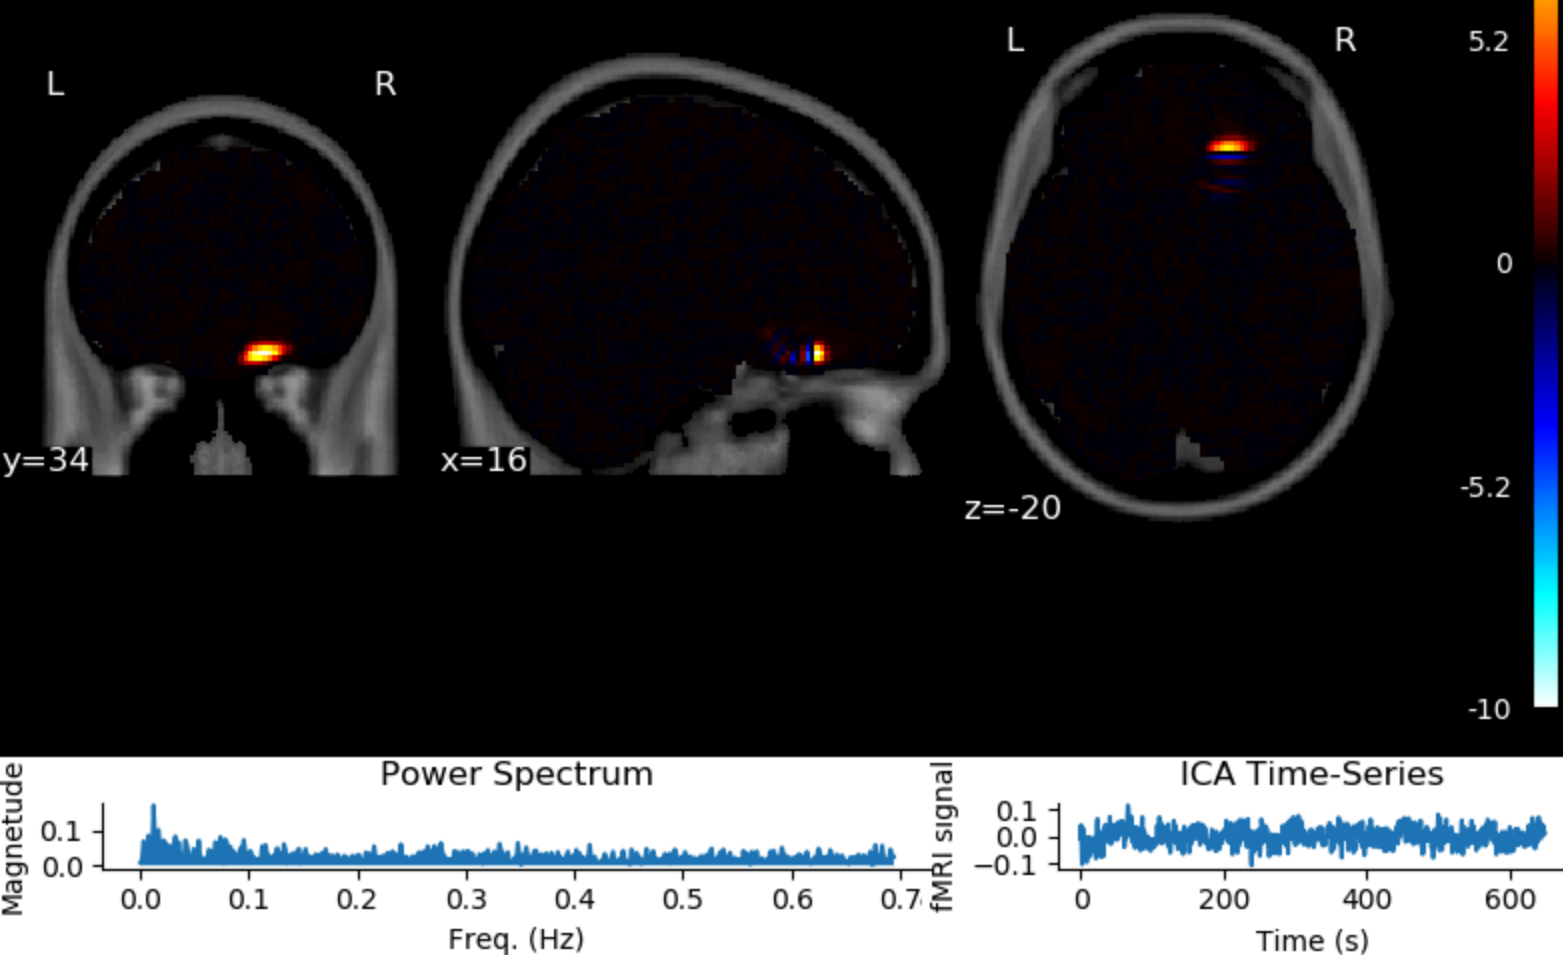 L R
y=34
x=16
L R
z=-20
5.2
0
-5.2
-10
Power Spectrum
Magnetude
0.1
0.0
0.0 0.1 0.2 0.3 0.4 0.5 0.6 0.7
Freq. (Hz)
ICA Time-Series
fMRI signal
0.1
0.0
−0.1
0 200 400 600
Time (s)